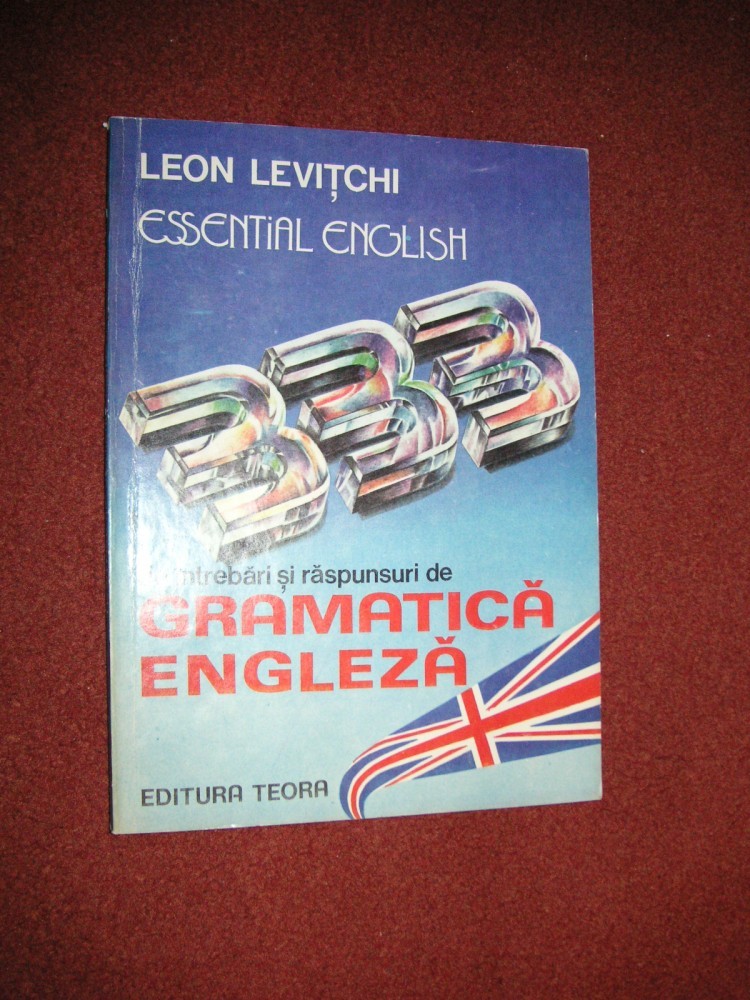 LEON LEVIȚCHI
ESSENTiAL ENGLISH
333
întrebări și răspunsuri de
GRAMATICĂ
ENGLEZĂ
EDITURA TEORA